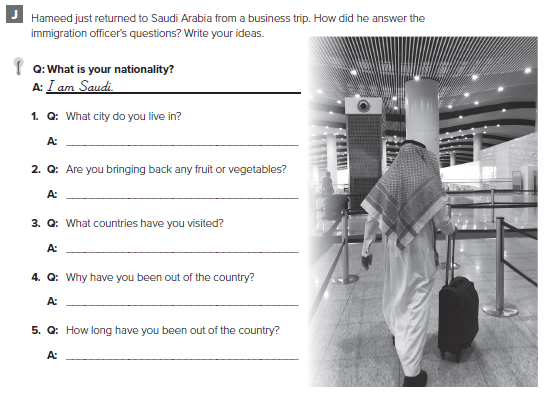 J Hameed just returned to Saudi Arabia from a business trip. How did he answer the
immigration officer's questions? Write your ideas.
Q: What is your nationality?
A: I am Saudi.
1. Q: What city do you live in?
A:
2. Q: Are you bringing back any fruit or vegetables?
A:
3. Q: What countries have you visited?
A:
4. Q: Why have you been out of the country?
A:
5. Q: How long have you been out of the country?
A: